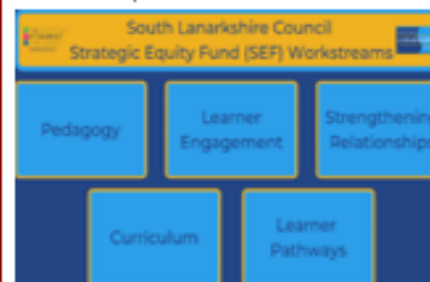 South Lanarkshire Council
Strategic Equity Fund (SEF) Workstreams
Pedagogy
Learner
Engagement
Strengthening
Relationships
Curriculum
Learner
Pathways